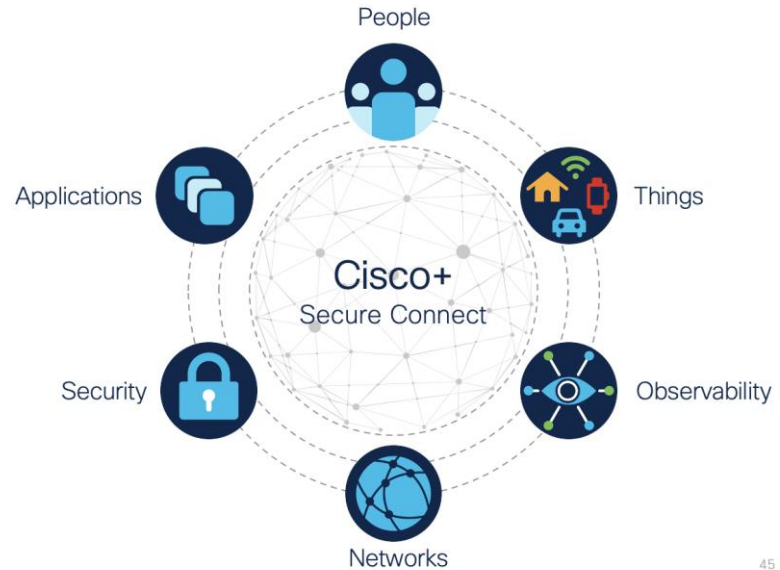 People
Applications
Things
Cisco+
Secure Connect
Security
Observability
Networks
45